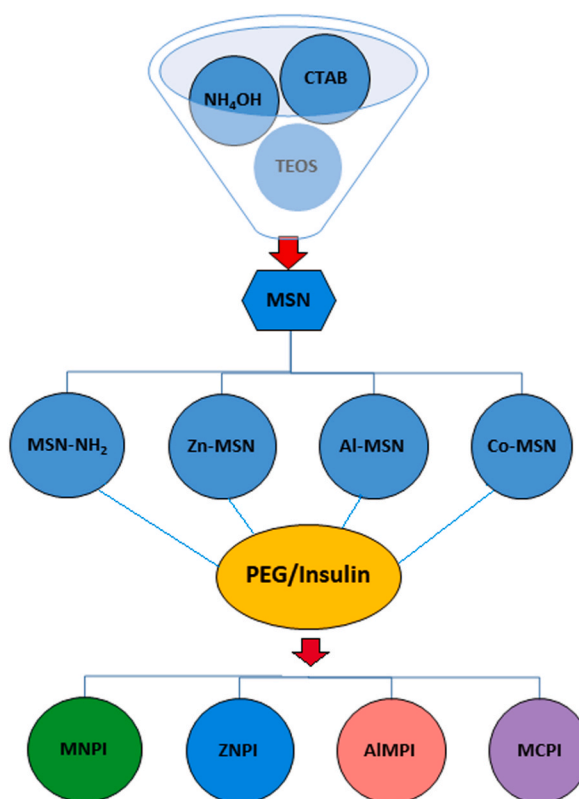 CTAB
NH₄OH
TEOS
MSN
MSN-NH₂
Zn-MSN
Al-MSN
Co-MSN
PEG/Insulin
MNPI
ZNPI
AlMPI
MCPI